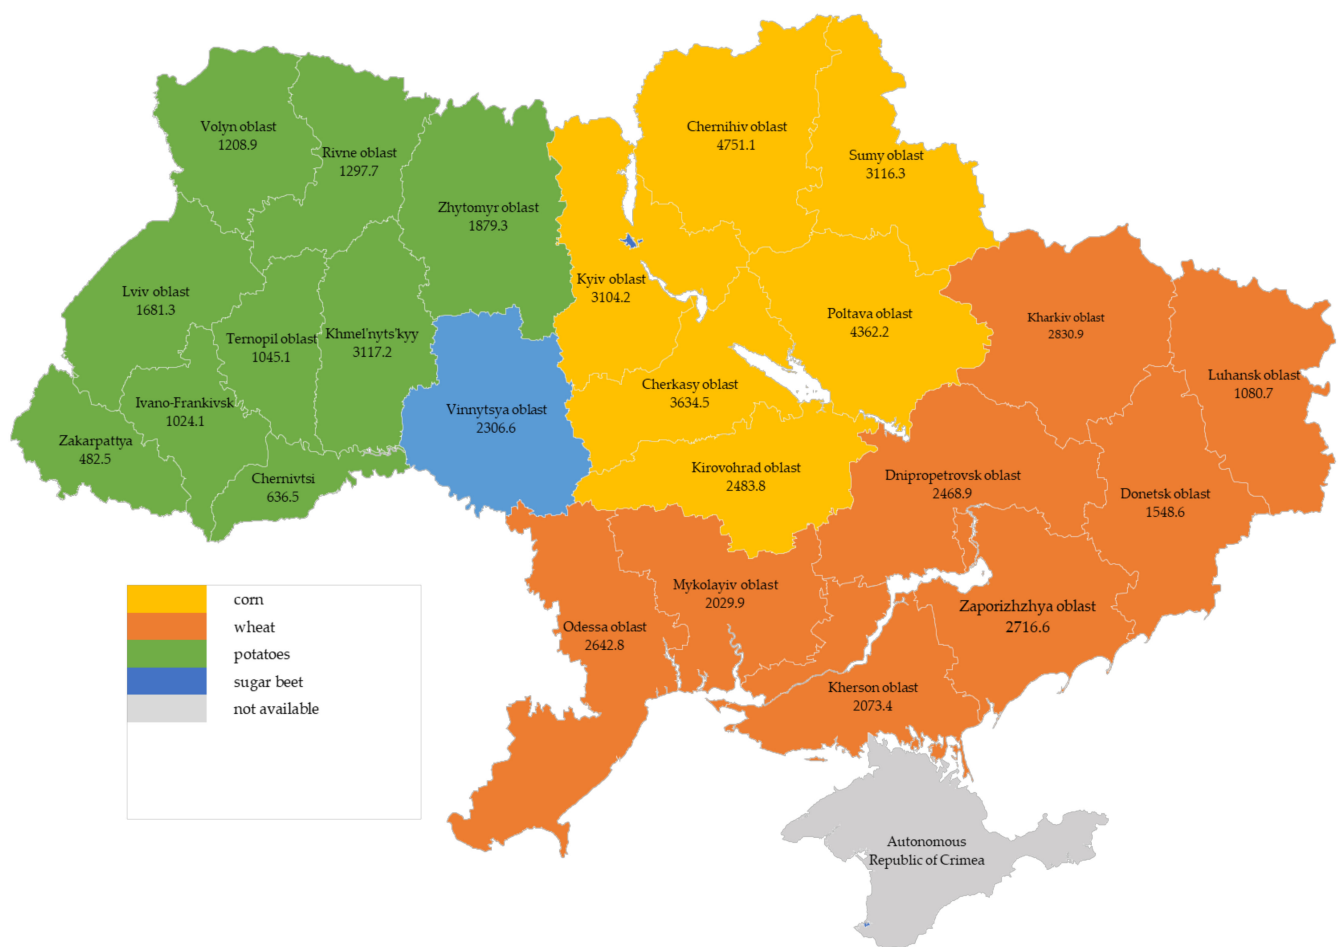 Volyn oblast
1208.9
Rivne oblast
1297.7
Zhytomyr oblast
1879.3
Chernihiv oblast
4751.1
Sumy oblast
3116.3
Kyiv oblast
3104.2
Lviv oblast
1681.3
Ternopil oblast
1045.1
Khmel'nyts'kyy
3117.2
Poltava oblast
4362.2
Kharkiv oblast
2830.9
Luhansk oblast
1080.7
Ivano-Frankivsk
1024.1
Zakarpattya
482.5
Chernivtsi
636.5
Vinnytsya oblast
2306.6
Cherkasy oblast
3634.5
Kirovohrad oblast
2483.8
Dnipropetrovsk oblast
2468.9
Donetsk oblast
1548.6
Mykolayiv oblast
2029.9
Odessa oblast
2642.8
Zaporizhzhya oblast
2716.6
Kherson oblast
2073.4
Autonomous
Republic of Crimea
corn
wheat
potatoes
sugar beet
not available